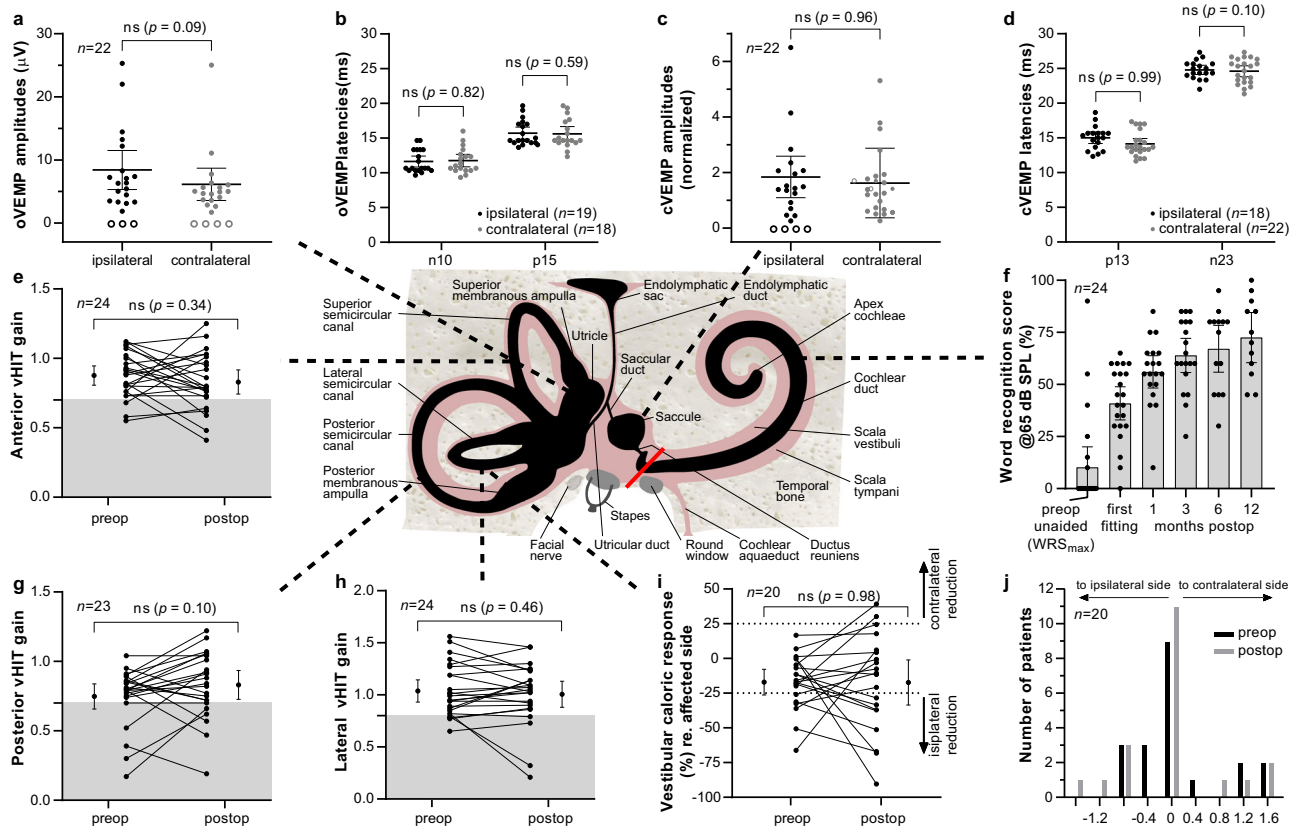 a
oVEMP amplitudes (μV)
30
25
20
15
10
5
0
n=22
ns (p = 0.09)
ipsilateral
contralateral
b
oVEMPlatencies(ms)
30
25
20
15
10
5
0
ns (p = 0.82)
ns (p = 0.59)
ipsilateral (n=19)
contralateral (n=18)
n10
p15
c
cVEMP amplitudes
(normalized)
8
6
4
2
0
n=22
ns (p = 0.96)
ipsilateral
contralateral
d
cVEMP latencies (ms)
30
25
20
15
10
5
0
ns (p = 0.99)
ns (p = 0.10)
ipsilateral (n=18)
contralateral (n=22)
p13
n23
e
Anterior vHIT gain
1.5
1.0
0.5
0.0
n=24
ns (p = 0.34)
preop
postop
Superior
membranous ampulla
Endolymphatic
sac
Endolymphatic
duct
Superior
semicircular
canal
Utricle
Apex
cochleae
Lateral
semicircular
canal
Saccular
duct
Cochlear
duct
Posterior
semicircular
canal
Saccule
Scala
vestibuli
Posterior
membranous
ampulla
Temporal
bone
Scala
tympani
Stapes
Facial
nerve
Utricular duct
Round
window
Cochlear
aquaeduct
Ductus
reuniens
f
Word recognition score
@65 dB SPL (%)
100
75
50
25
0
n=24
preop
unaided
(WRSmax)
first
fitting
1
3
6
12
months postop
g
Posterior vHIT gain
1.5
1.0
0.5
0.0
n=23
ns (p = 0.10)
preop
postop
h
Lateral vHIT gain
2.0
1.5
1.0
0.5
0.0
n=24
ns (p = 0.46)
preop
postop
i
Vestibular caloric response
(%) re. affected side
50
25
0
-25
-50
-75
-100
n=20
ns (p = 0.98)
contralateral
reduction
isiplateral
reduction
preop
postop
j
Number of patients
12
10
8
6
4
2
0
to ipsilateral side
to contralateral side
n=20
preop
postop
-1.2
-0.4
0
0.4
0.8
1.2
1.6